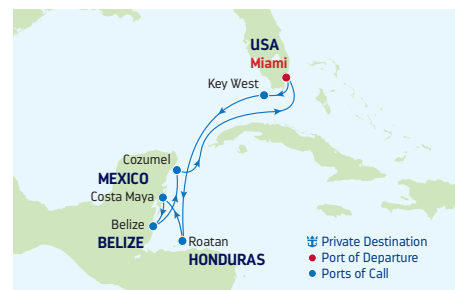 USA
Miami
Key West
Cozumel
MEXICO
Costa Maya
Belize
BELIZE
Roatan
HONDURAS
Private Destination
Port of Departure
Ports of Call